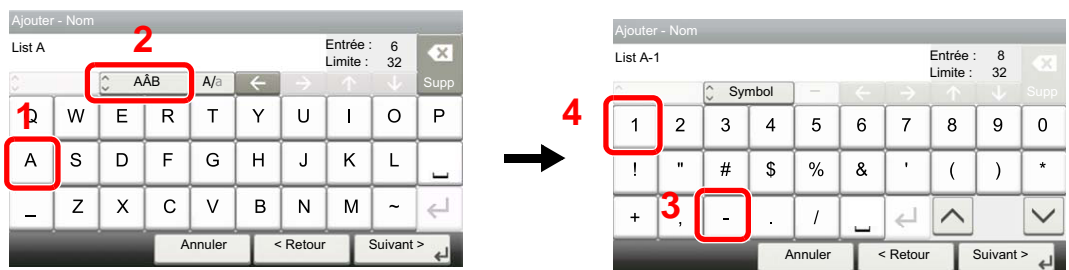 Ajouter - Nom
2
List A
Entrée : 6
Limite : 32
AÂB
A/a
Supp
1
Q W E R T Y U I O P
A S D F G H J K L
_ Z X C V B N M ~
Annuler
< Retour
Suivant >
Ajouter - Nom
List A-1
Entrée : 8
Limite : 32
Symbol
Supp
4
1 2 3 4 5 6 7 8 9 0
! " # $ % & ' ( ) *
3
+ , - . /
Annuler
< Retour
Suivant >